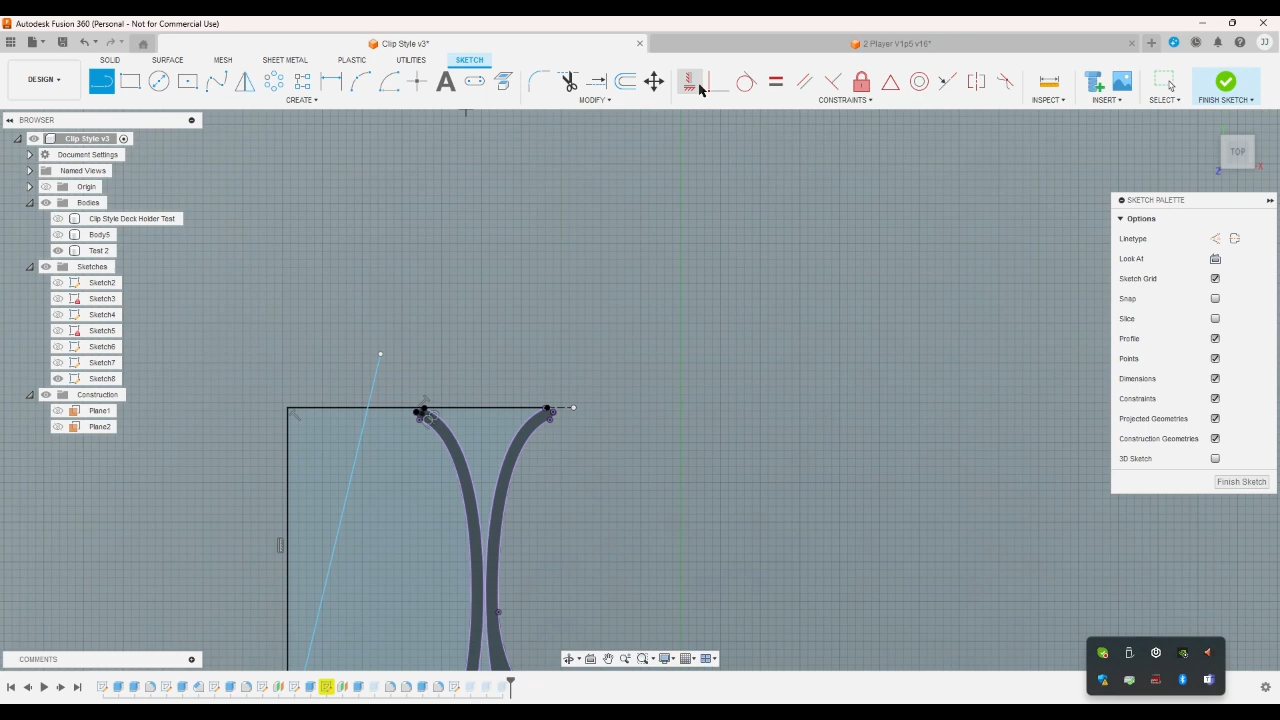 Autodesk Fusion 360 (Personal - Not for Commercial Use)
Clip Style v3*
2 Player V1p5 v16*
JJ
SOLID
SURFACE
MESH
SHEET METAL
PLASTIC
UTILITIES
SKETCH
DESIGN
CREATE
MODIFY
CONSTRAINTS
INSPECT
INSERT
SELECT
FINISH SKETCH
BROWSER
Clip Style v3
Document Settings
Named Views
Origin
Bodies
Clip Style Deck Holder Test
Body5
Test 2
Sketches
Sketch2
Sketch3
Sketch4
Sketch5
Sketch6
Sketch7
Sketch8
Construction
Plane1
Plane2
TOP
Z
X
SKETCH PALETTE
Options
Linetype
Look At
Sketch Grid
Snap
Slice
Profile
Points
Dimensions
Constraints
Projected Geometries
Construction Geometries
3D Sketch
Finish Sketch
COMMENTS